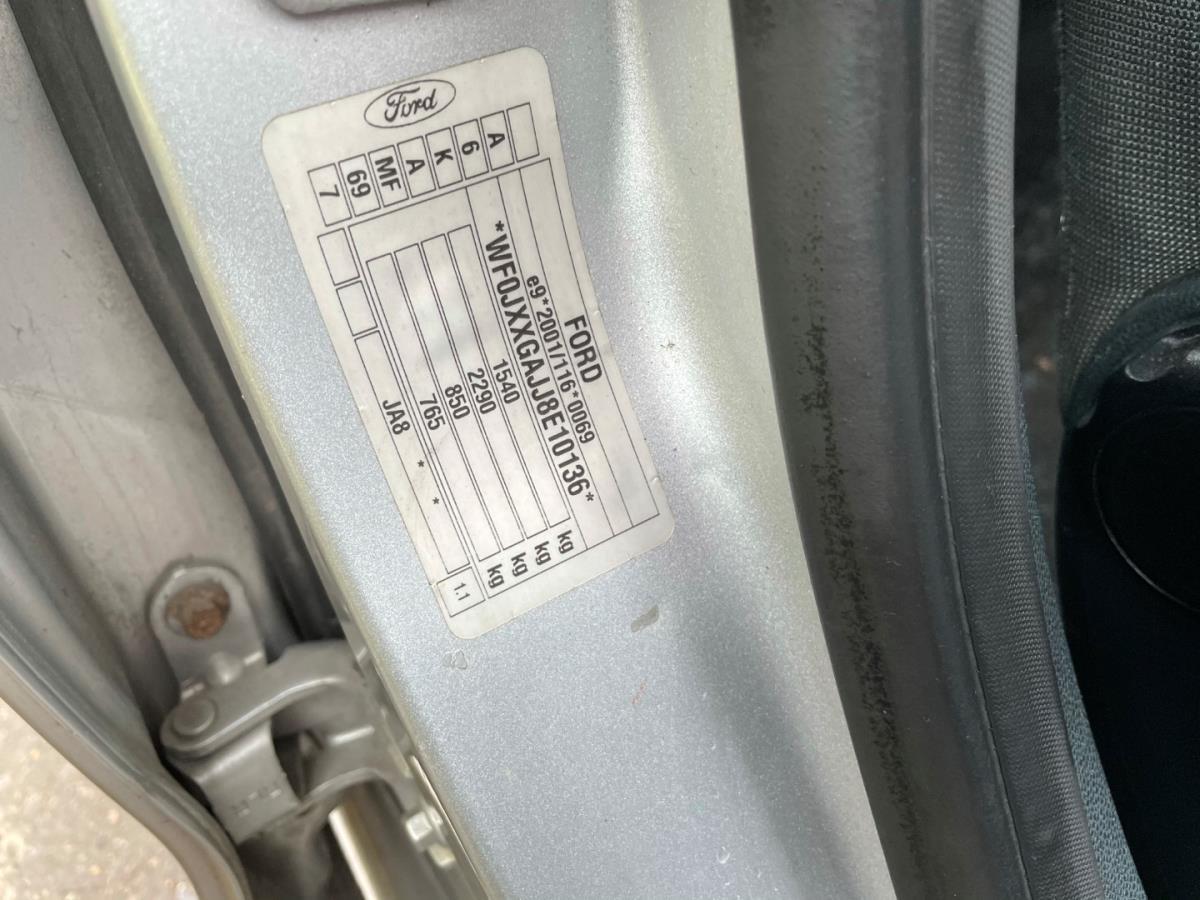 Ford
FORD
e9*2001/116*0069
*WF0JXXGAJJ8E10136*
1540 kg
2290 kg
850 kg
765 * kg
JA8 * 1.1
A
6
K
A
MF
69
7